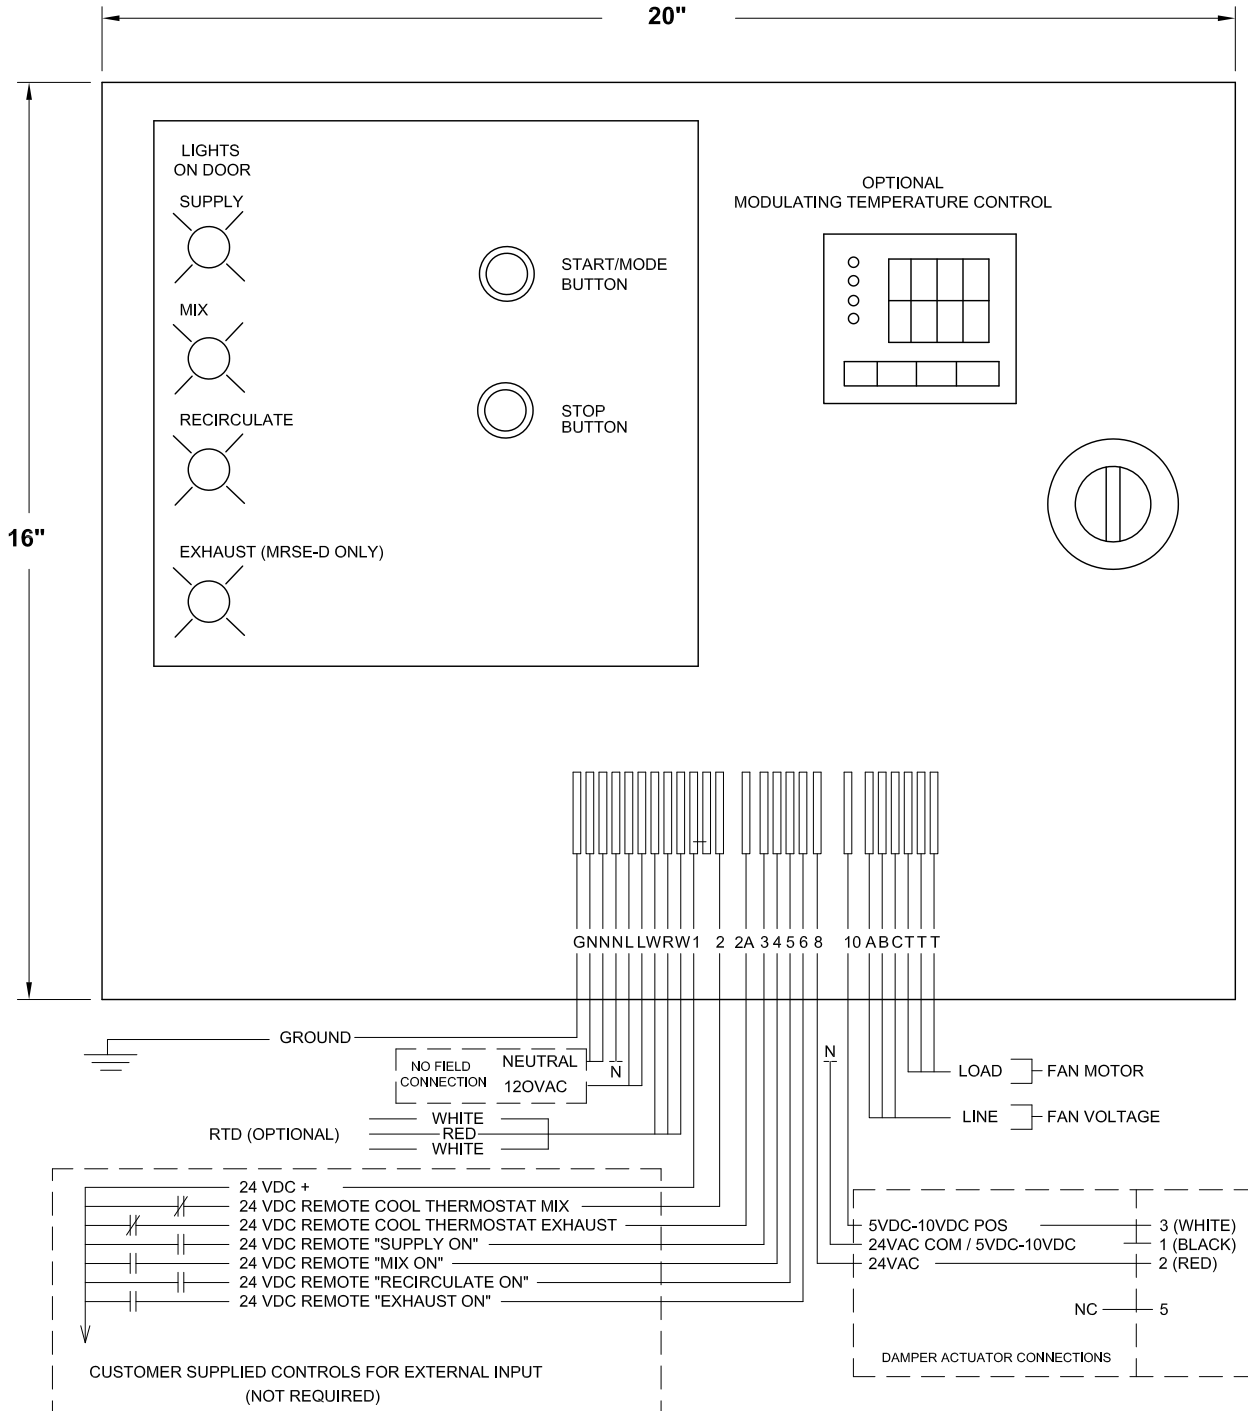 20"
16"
LIGHTS
ON DOOR
SUPPLY
MIX
RECIRCULATE
EXHAUST (MRSE-D ONLY)
START/MODE
BUTTON
STOP
BUTTON
OPTIONAL
MODULATING TEMPERATURE CONTROL
G N N N L L W R W 1 2 2A 3 4 5 6 8 10 A B C T T T
GROUND
NO FIELD
CONNECTION
NEUTRAL
12OVAC
N
N
LOAD
FAN MOTOR
LINE
FAN VOLTAGE
RTD (OPTIONAL)
WHITE
RED
WHITE
24 VDC +
24 VDC REMOTE COOL THERMOSTAT MIX
24 VDC REMOTE COOL THERMOSTAT EXHAUST
24 VDC REMOTE "SUPPLY ON"
24 VDC REMOTE "MIX ON"
24 VDC REMOTE "RECIRCULATE ON"
24 VDC REMOTE "EXHAUST ON"
CUSTOMER SUPPLIED CONTROLS FOR EXTERNAL INPUT
(NOT REQUIRED)
5VDC-10VDC POS
3 (WHITE)
24VAC COM / 5VDC-10VDC
1 (BLACK)
24VAC
2 (RED)
NC
5
DAMPER ACTUATOR CONNECTIONS